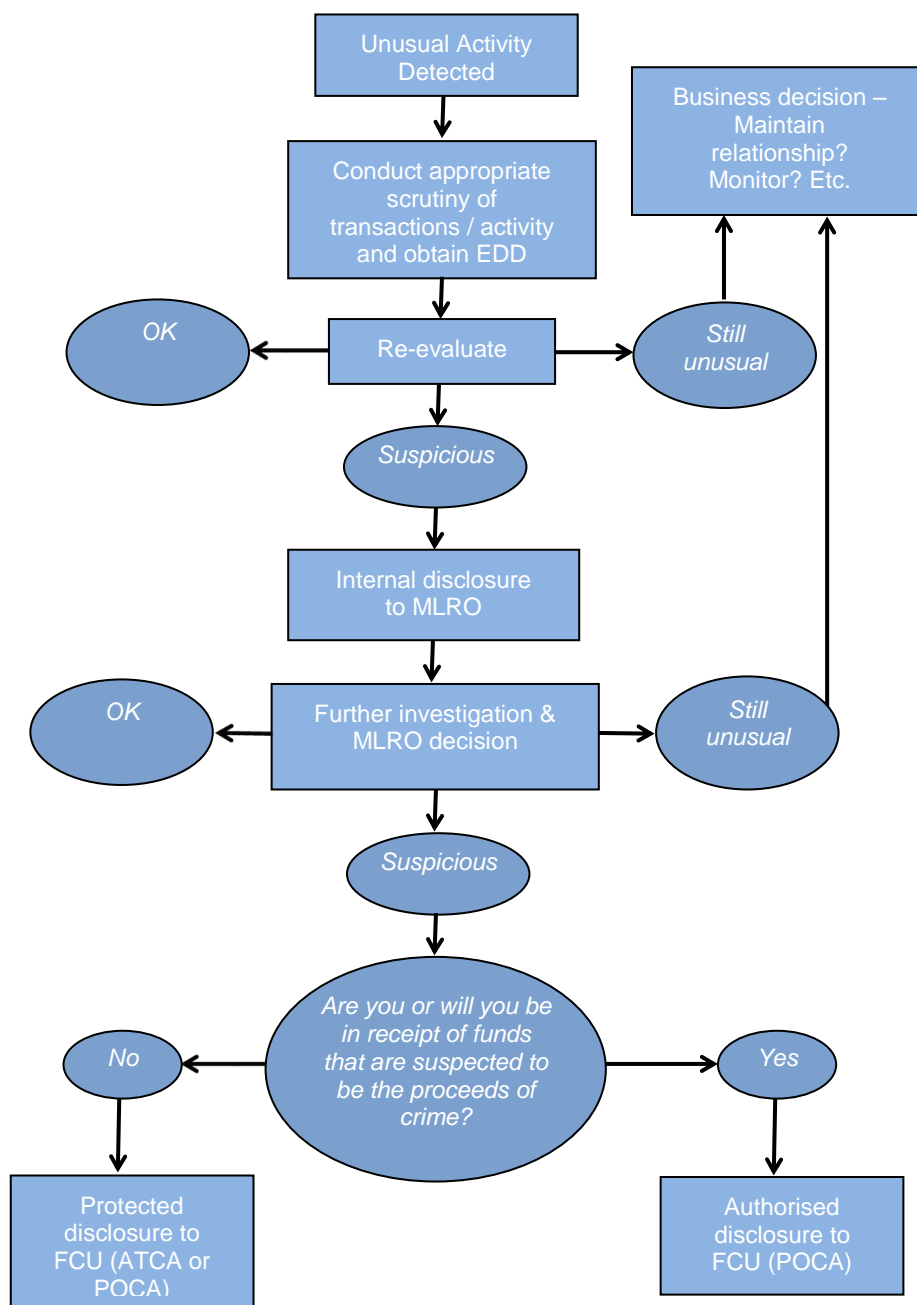 Unusual Activity
Detected
Business decision –
Maintain
relationship?
Monitor? Etc.
Conduct appropriate
scrutiny of
transactions / activity
and obtain EDD
OK
Re-evaluate
Still
unusual
Suspicious
Internal disclosure
to MLRO
OK
Further investigation &
MLRO decision
Still
unusual
Suspicious
Are you or will you be
in receipt of funds
that are suspected to
be the proceeds of
crime?
No
Yes
Protected
disclosure to
FCU (ATCA or
POCA)
Authorised
disclosure to
FCU (POCA)